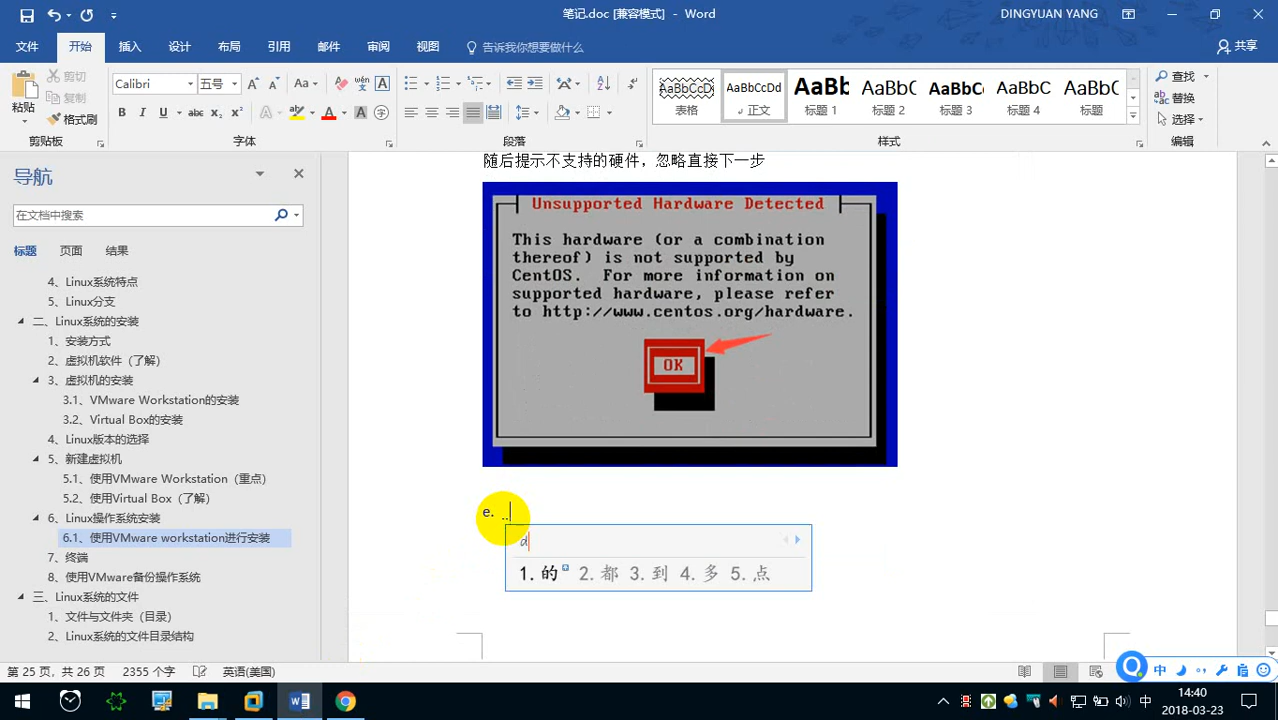 笔记.doc [兼容模式] - Word
DINGYUAN YANG
文件 开始 插入 设计 布局 引用 邮件 审阅 视图 告诉我你想要做什么 共享
剪切
复制
格式刷
粘贴
剪贴板
Calibri 五号
字体
段落
AaBbCcDd 表格
AaBbCcDd 正文
AaBb 标题 1
AaBbC 标题 2
AaBbC 标题 3
AaBbC 标题 4
AaBbC 标题
样式
查找
替换
选择
编辑
导航
在文档中搜索
标题 页面 结果
4、Linux系统特点
5、Linux分支
二、Linux系统的安装
1、安装方式
2、虚拟机软件（了解）
3、虚拟机的安装
3.1、VMware Workstation的安装
3.2、Virtual Box的安装
4、Linux版本的选择
5、新建虚拟机
5.1、使用VMware Workstation（重点）
5.2、使用Virtual Box（了解）
6、Linux操作系统安装
6.1、使用VMware workstation进行安装
7、终端
8、使用VMware备份操作系统
三、Linux系统的文件
1、文件与文件夹（目录）
2、Linux系统的文件目录结构
随后提示不支持的硬件，忽略直接下一步
Unsupported Hardware Detected
This hardware (or a combination
thereof) is not supported by
CentOS. For more information on
supported hardware, please refer
to http://www.centos.org/hardware.
OK
e. ..
d
1.的 2.都 3.到 4.多 5.点
第 25 页，共 26 页 2355 个字 英语(美国)
中
中
14:40
2018-03-23